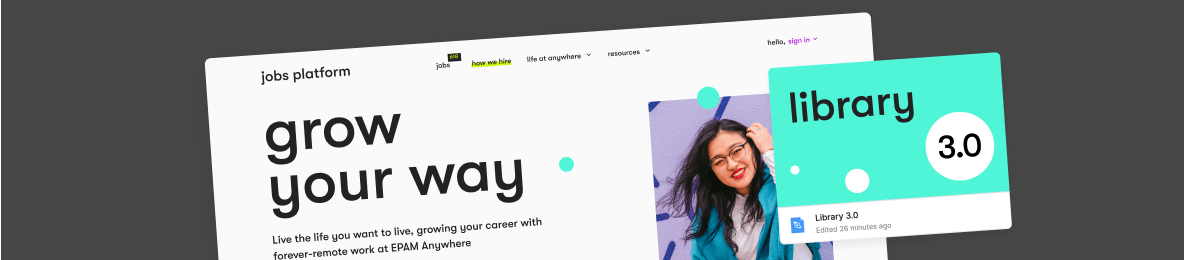 jobs platform
jobs
618
how we hire
life at anywhere
resources
hello, sign in
grow
your way
Live the life you want to live, growing your career with
forever-remote work at EPAM Anywhere
library
3.0
Library 3.0
Edited 26 minutes ago